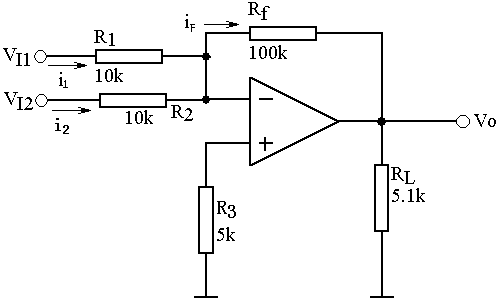 iF
Rf
R1
100k
VI1
i1
10k
VI2
i2
10k
R2
−
+
Vo
R3
5k
RL
5.1k